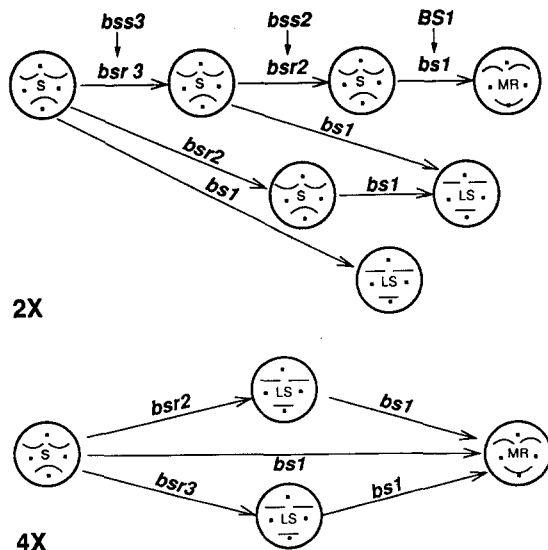 bss3 bss2 BS1
bsr 3 bsr2 bs1
S S S MR
bs1
bsr2
bs1
bs1
S LS
LS
2X
LS
bsr2 bs1
S bs1 MR
bsr3 bs1
LS
4X